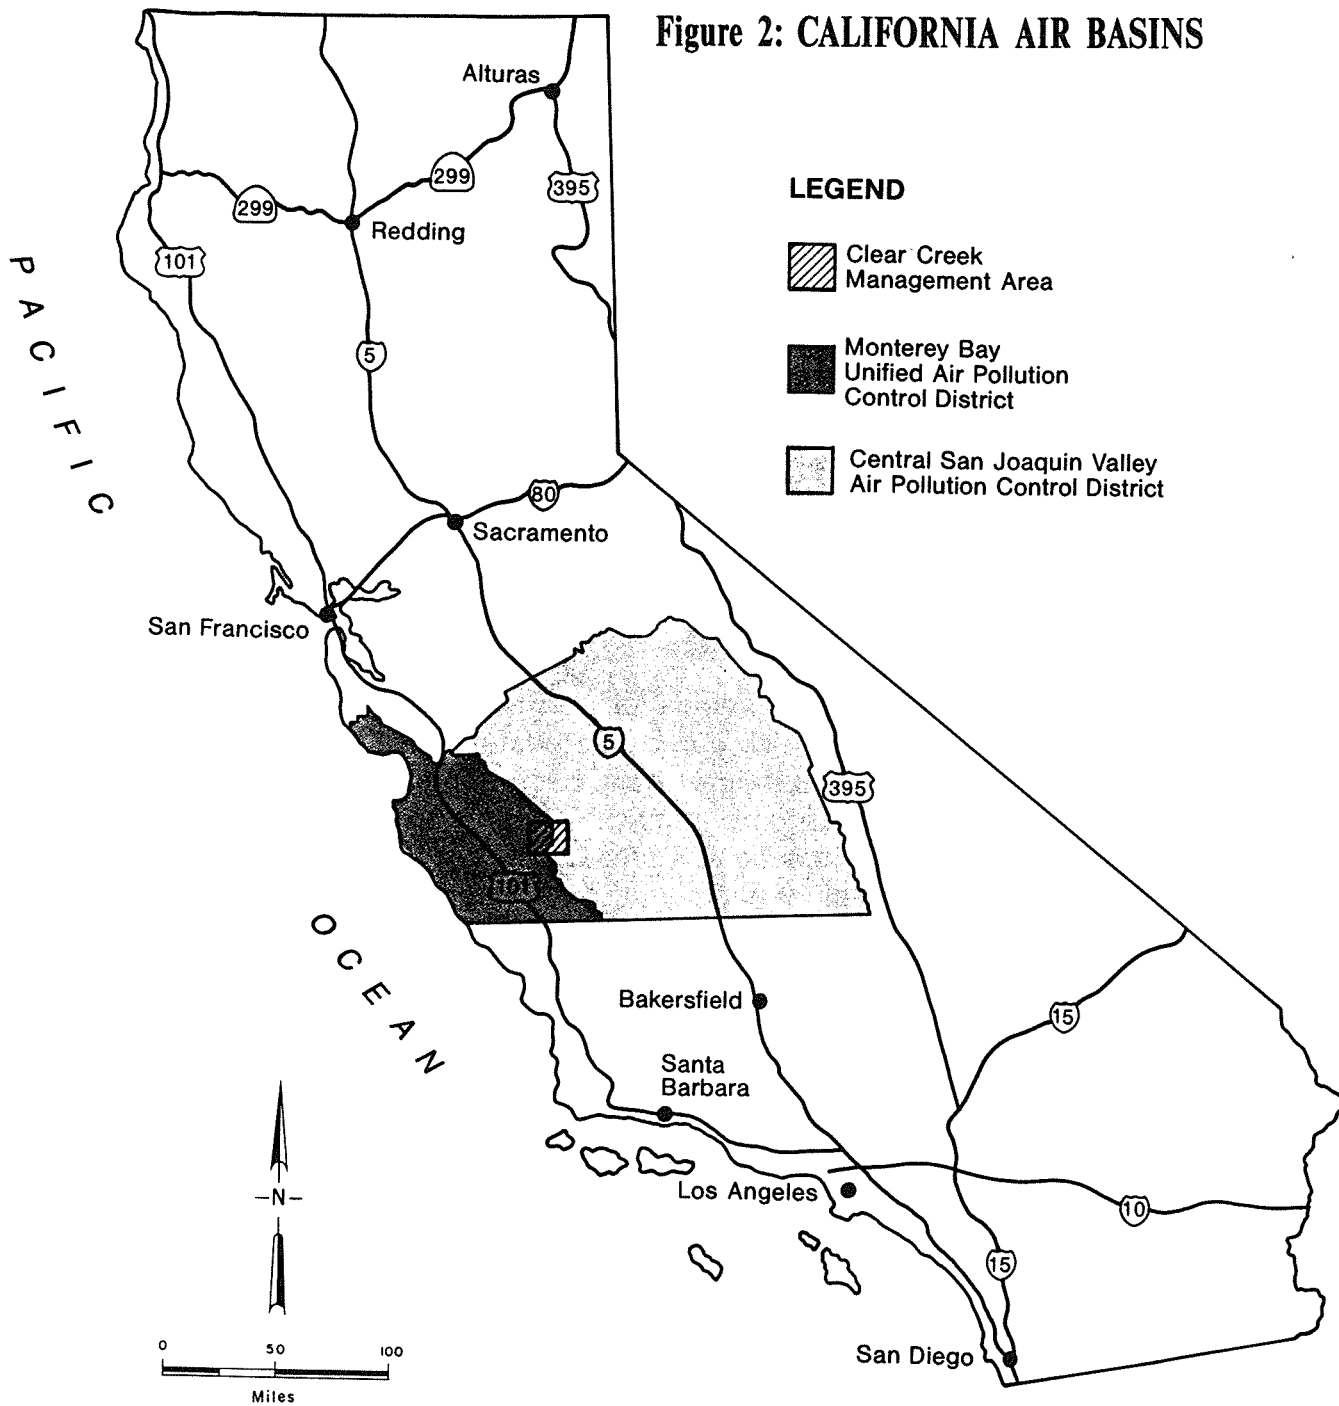 Figure 2: CALIFORNIA AIR BASINS
Alturas
299
299
395
Redding
101
5
PACIFIC
LEGEND
Clear Creek
Management Area
Monterey Bay
Unified Air Pollution
Control District
Central San Joaquin Valley
Air Pollution Control District
80
Sacramento
San Francisco
5
395
101
OCEAN
Bakersfield
15
Santa
Barbara
Los Angeles
10
15
San Diego
-N-
0 50 100
Miles